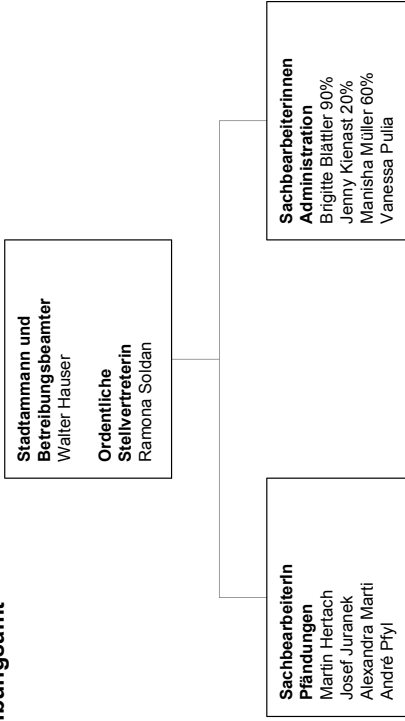 Stadtammann und
Betreibungsbeamter
Walter Hauser
Ordentliche
Stellvertreterin
Ramona Soldan
SachbearbeiterIn
Pfändungen
Martin Hertach
Josef Juranek
Alexandra Marti
André Pfyl
Sachbearbeiterinnen
Administration
Brigitte Blättler 90%
Jenny Kienast 20%
Manisha Müller 60%
Vanessa Pulia